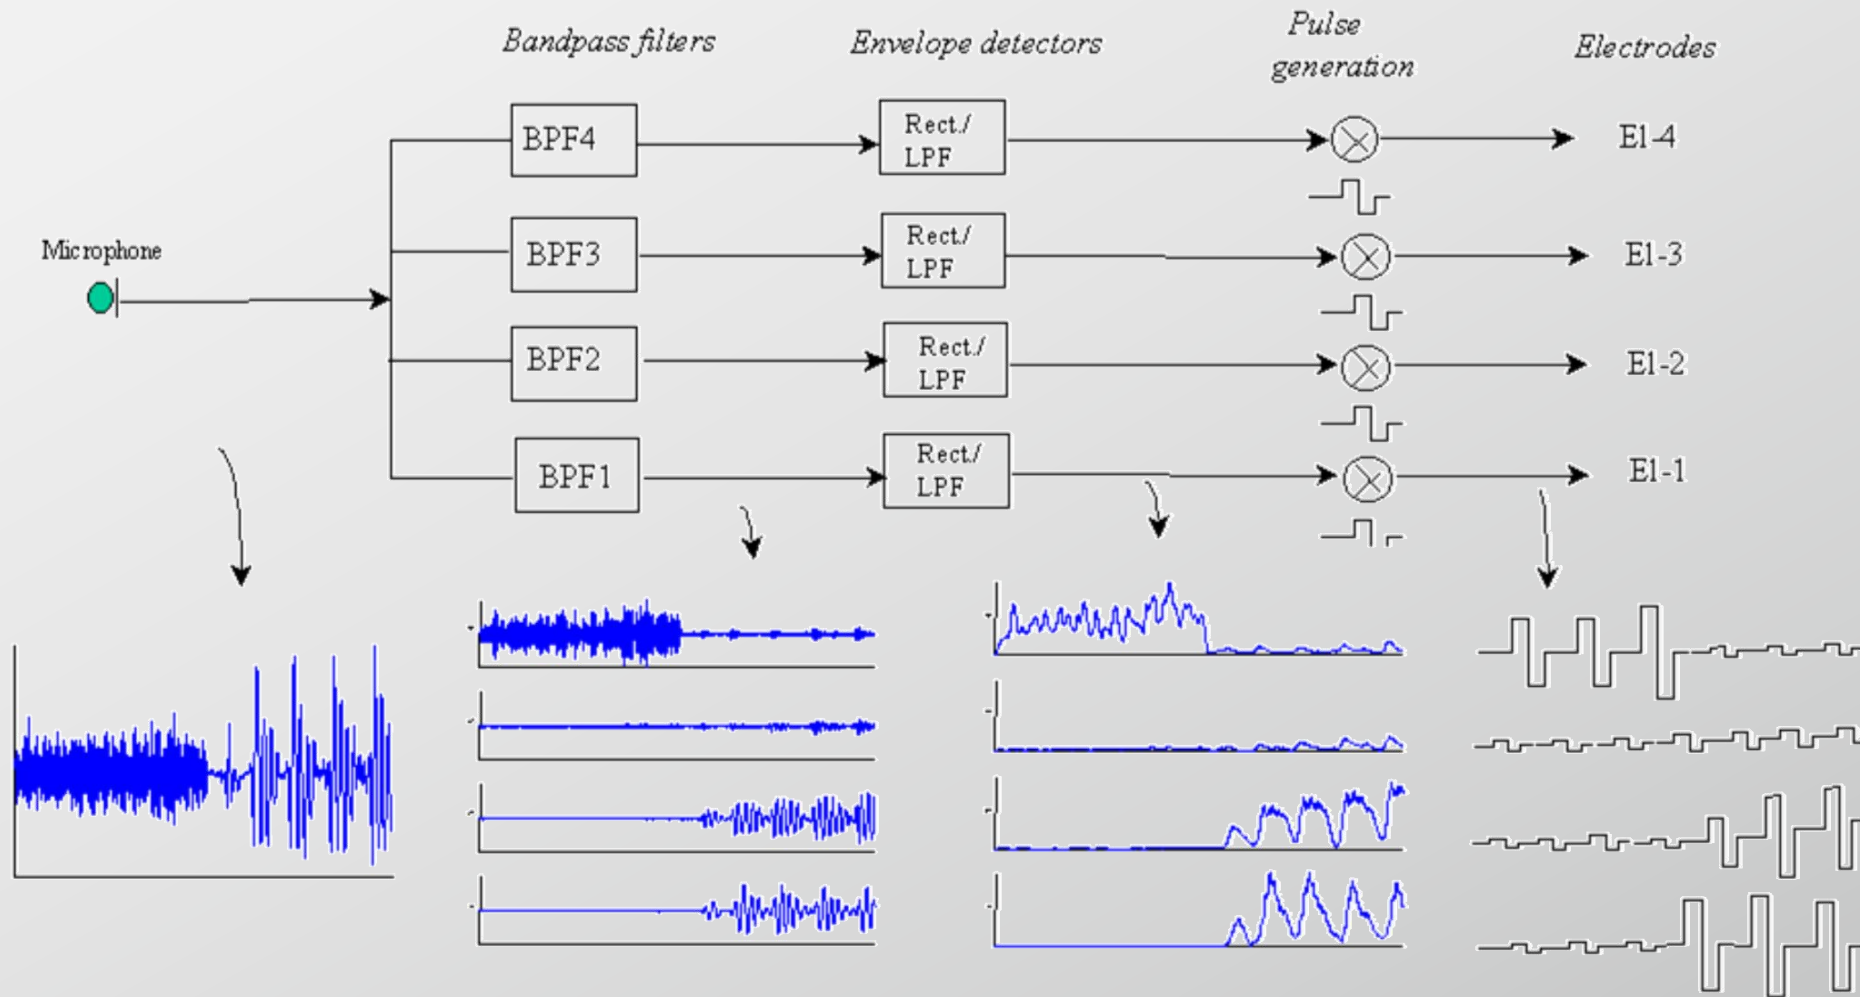 Bandpass filters
Envelope detectors
Pulse
generation
Electrodes
Microphone
BPF4
Rect./
LPF
El-4
BPF3
Rect./
LPF
El-3
BPF2
Rect./
LPF
El-2
BPF1
Rect./
LPF
El-1